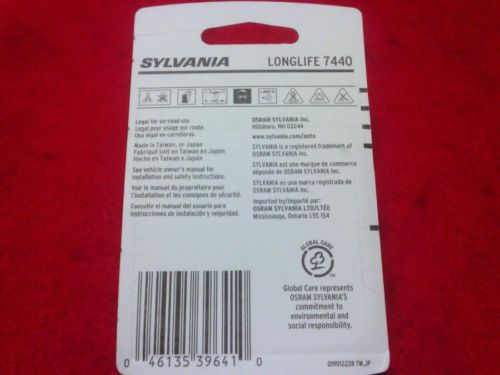 SYLVANIA
LONGLIFE 7440
Legal for on-road use
Légal pour usage sur route
Uso legal en carreteras
Made in Taiwan, or Japan
Fabriqué soit en Taiwan en Japon
Hecho en Taiwan o Japón
See vehicle owner's manual for
installation and safety instructions.
Voir le manuel du propriétaire pour
l'installation et les consignes de sécurité.
Consulte el manual del usuario para
instrucciones de instalación y seguridad.
OSRAM SYLVANIA Inc.
Hillsboro, NH 03244
www.sylvania.com/auto
SYLVANIA is a registered trademark of
OSRAM SYLVANIA Inc.
SYLVANIA est une marque de commerce
déposée de OSRAM SYLVANIA Inc.
SYLVANIA es una marca registrada de
OSRAM SYLVANIA Inc.
Imported by/Importé par:
OSRAM SYLVANIA LTD/LTÉE
Mississauga, Ontario L5S 1S4
GLOBAL CARE
TM
Global Care represents
OSRAM SYLVANIA'S
commitment to
environmental and
social responsibility.
0 46135 39641 0
019012228 TW_JP